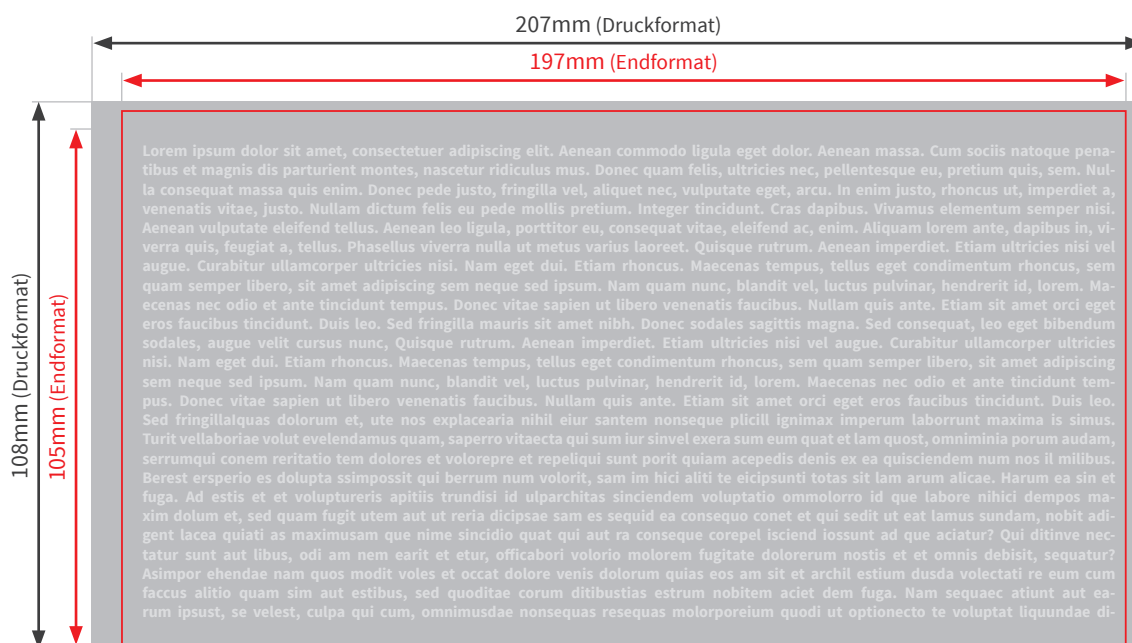 207mm (Druckformat)
197mm (Endformat)
108mm (Druckformat)
105mm (Endformat)
Lorem ipsum dolor sit amet, consectetuer adipiscing elit. Aenean commodo ligula eget dolor. Aenean massa. Cum sociis natoque pena-
tibus et magnis dis parturient montes, nascetur ridiculus mus. Donec quam felis, ultricies nec, pellentesque eu, pretium quis, sem. Nul-
la consequat massa quis enim. Donec pede justo, fringilla vel, aliquet nec, vulputate eget, arcu. In enim justo, rhoncus ut, imperdiet a,
venenatis vitae, justo. Nullam dictum felis eu pede mollis pretium. Integer tincidunt. Cras dapibus. Vivamus elementum semper nisi.
Aenean vulputate eleifend tellus. Aenean leo ligula, porttitor eu, consequat vitae, eleifend ac, enim. Aliquam lorem ante, dapibus in, vi-
verra quis, feugiat a, tellus. Phasellus viverra nulla ut metus varius laoreet. Quisque rutrum. Aenean imperdiet. Etiam ultricies nisi vel
augue. Curabitur ullamcorper ultricies nisi. Nam eget dui. Etiam rhoncus. Maecenas tempus, tellus eget condimentum rhoncus, sem
quam semper libero, sit amet adipiscing sem neque sed ipsum. Nam quam nunc, blandit vel, luctus pulvinar, hendrerit id, lorem. Ma-
ecenas nec odio et ante tincidunt tempus. Donec vitae sapien ut libero venenatis faucibus. Nullam quis ante. Etiam sit amet orci eget
eros faucibus tincidunt. Duis leo. Sed fringilla mauris sit amet nibh. Donec sodales sagittis magna. Sed consequat, leo eget bibendum
sodales, augue velit cursus nunc, Quisque rutrum. Aenean imperdiet. Etiam ultricies nisi vel augue. Curabitur ullamcorper ultricies
nisi. Nam eget dui. Etiam rhoncus. Maecenas tempus, tellus eget condimentum rhoncus, sem quam semper libero, sit amet adipiscing
sem neque sed ipsum. Nam quam nunc, blandit vel, luctus pulvinar, hendrerit id, lorem. Maecenas nec odio et ante tincidunt tem-
pus. Donec vitae sapien ut libero venenatis faucibus. Nullam quis ante. Etiam sit amet orci eget eros faucibus tincidunt. Duis leo.
Sed fringillaIquas dolorum et, ute nos explaceria nihil eiur santem nonseque plicill ignimax imperum laborrunt maxima is simus.
Turit vellaboriae volut evelendamus quam, saperro vitaecta qui sum iur sinvel exea sus eum quat et lam quost, omniminia porum audam,
serrumqui conem reritatio tem dolores et volorere et repeliqui sunt porit quiam acesedis denis ex ea quisciendem num nos il milibus.
Berest ersperio es dolupta ssimpossit qui berrum num volorit, sam im hici aliti te eicipsunti totas sit lam arum alicae. Harum ea sin et
fuga. Ad estis et et voluptureris apitiis trundisi id ulparchitas sinciendem voluptatio ommolorro id que labore nihici dempos ma-
xim dolum et, sed quam fugit utem aut ut reria dicipsae sam es sequid ea consequo conet et qui sedit ut eat lamus sundam, nobit adi-
gent lacea quiati as maximusam que nime sincidio quat qui aut ra conseque corepel isciend iossunt ad que aciatur? Qui ditinve nec-
tatur sunt aut libus, odi am nem earit et etur, officabori volorio molorem fugitate dolorerum nostis et et omnis debisit, sequatur?
Asimpor ehendae nam quos modit voles et occat dolore venis dolorum quias eos am sit et archil estium dusda volectati re eum cum
faccus alitio quam sim aut estibus, sed quoditae corum ditibustias estrum nobitem aciet dem fuga. Nam sequaec atiunt aut ea-
rum ipsust, se velest, culpa qui cum, omnimusdae nonsequas resequas molorporeium quodi ut optionecto te voluptat liquundae di-